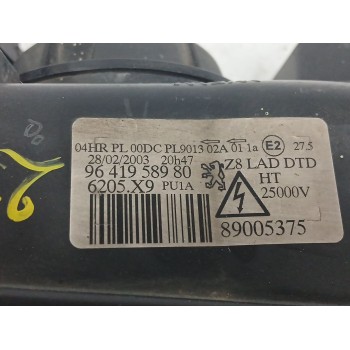 04HR PL 00DC PL9013 02A 01 1a E2 27.5
28/02/2003 20h47 Z8 LAD DTD
96 419 589 80 HT
6205.X9 PU1A 25000V
89005375